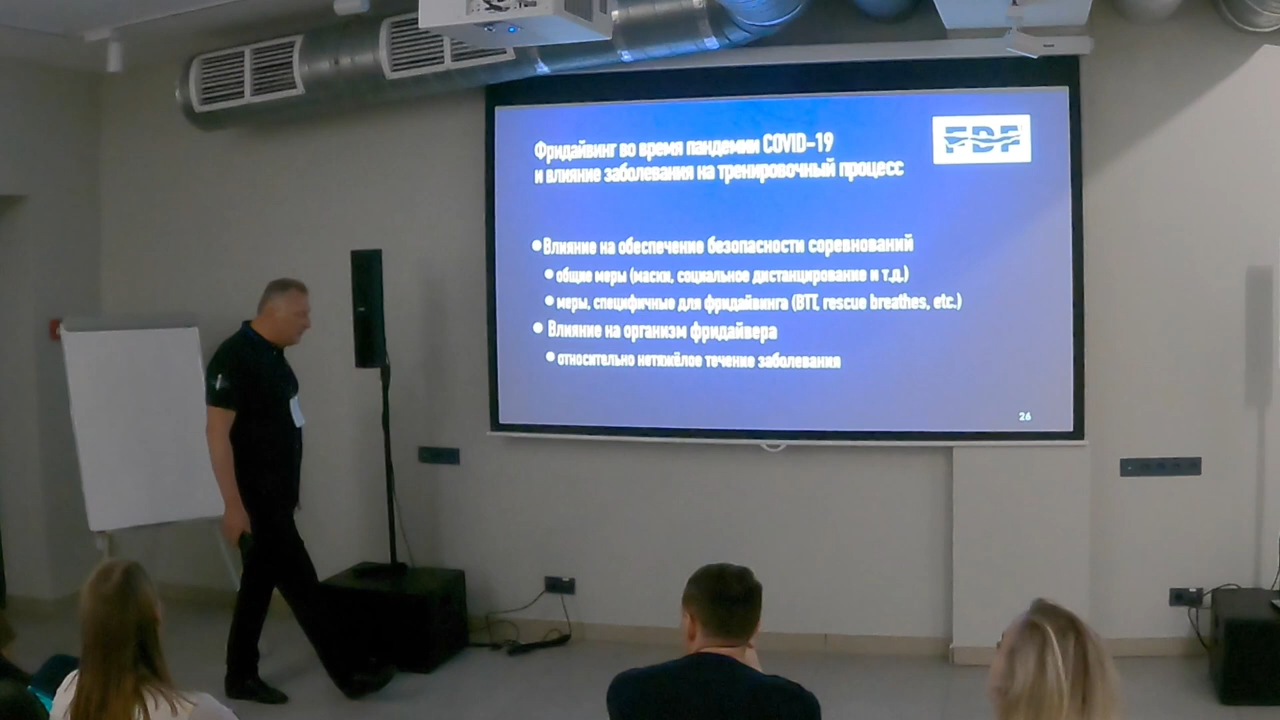 Фридайвинг во время пандемии COVID-19
и влияние заболевания на тренировочный процесс
FDF
Влияние на обеспечение безопасности соревнований
общие меры (маски, социальное дистанцирование и т.д.)
меры, специфичные для фридайвинга (BTT, rescue breathes, etc.)
Влияние на организм фридайвера
относительно нетяжёлое течение заболевания
26